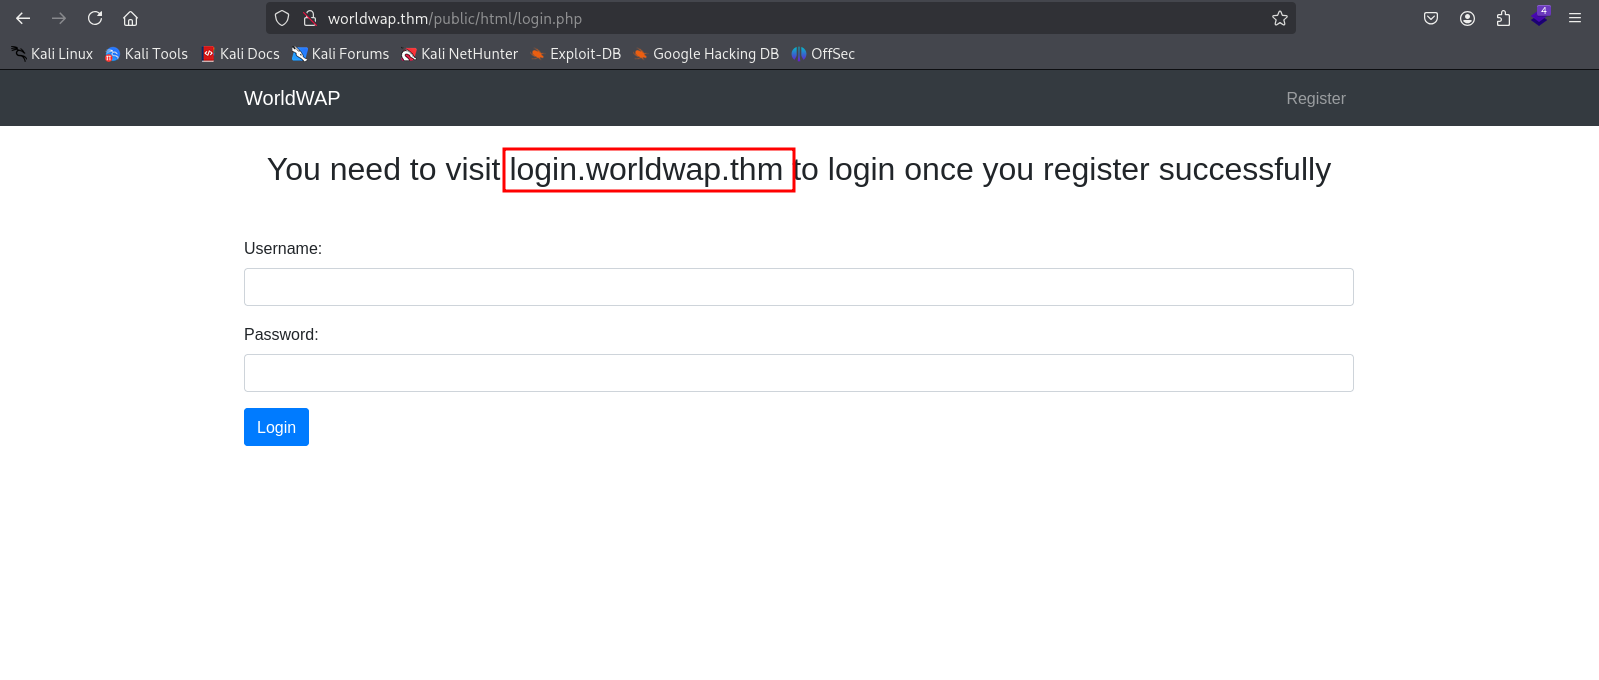 worldwap.thm/public/html/login.php
4
Kali Linux Kali Tools Kali Docs Kali Forums Kali NetHunter Exploit-DB Google Hacking DB OffSec
WorldWAP Register
You need to visit login.worldwap.thm to login once you register successfully
Username:
Password:
Login